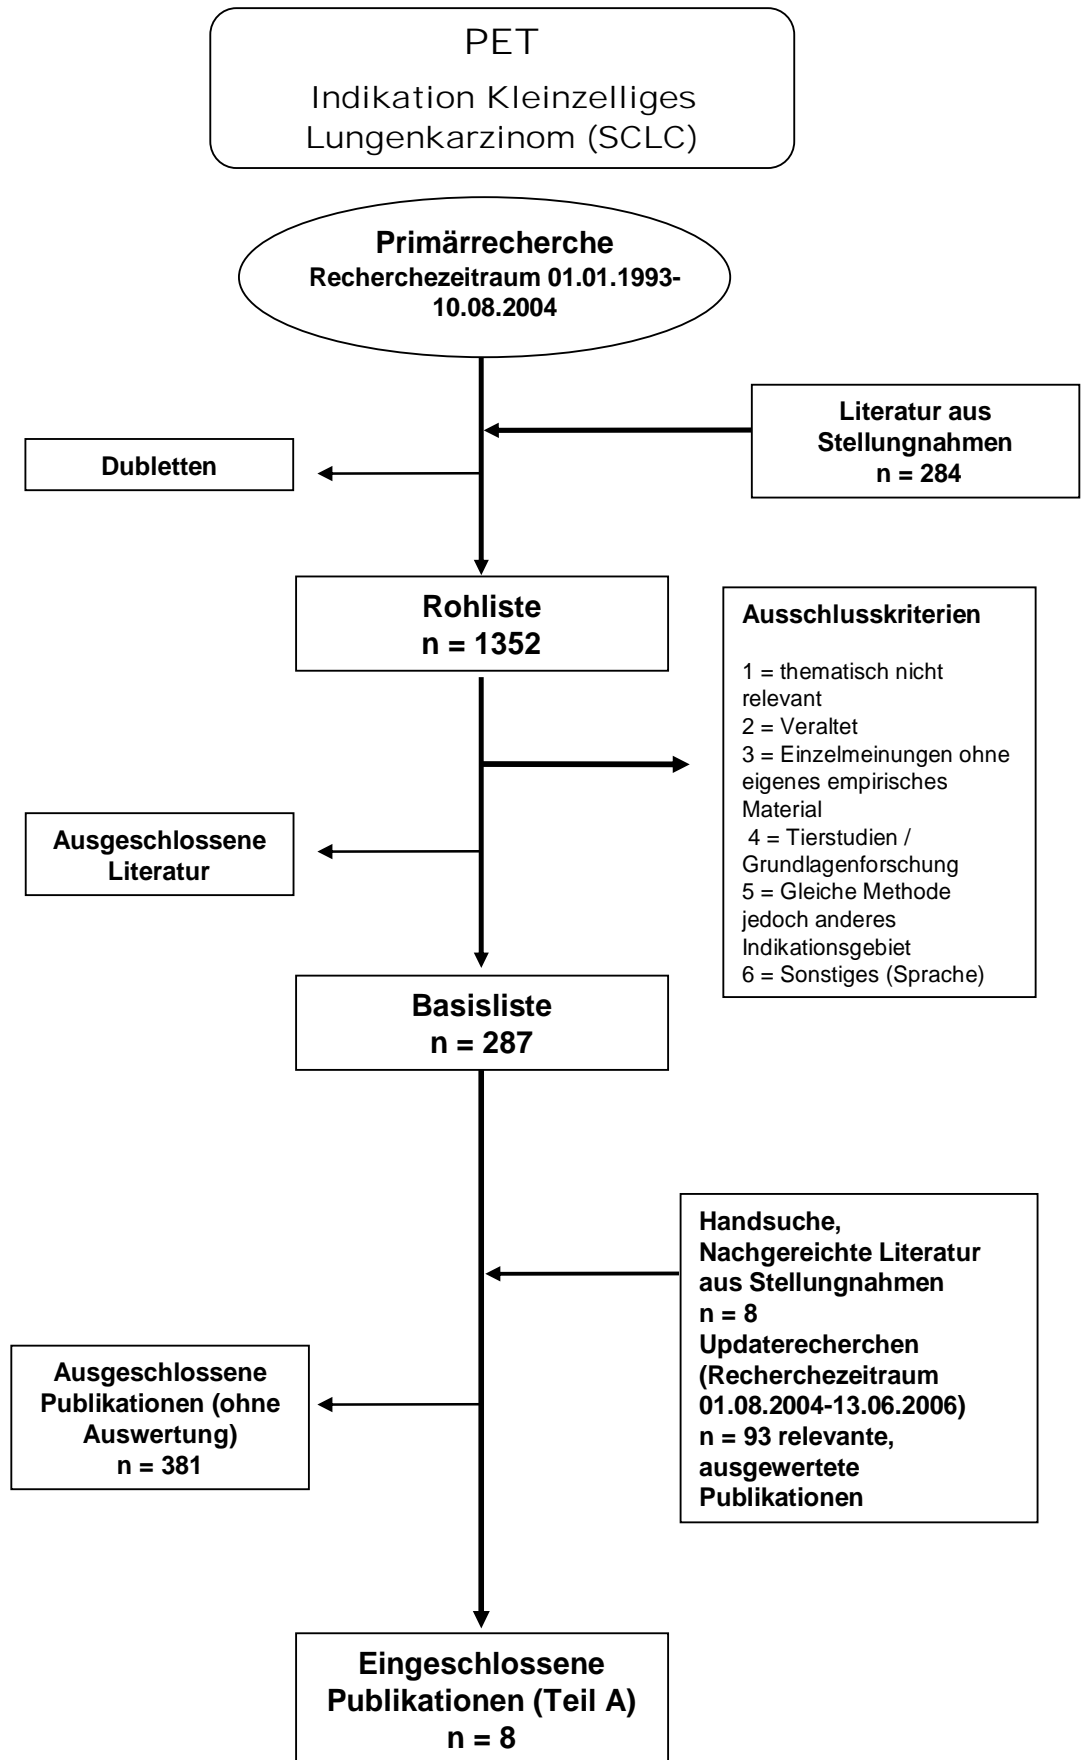 PET
Indikation Kleinzelliges
Lungenkarzinom (SCLC)
Primärrecherche
Recherchezeitraum 01.01.1993-
10.08.2004
Literatur aus
Stellungnahmen
n = 284
Dubletten
Rohliste
n = 1352
Ausschlusskriterien
1 = thematisch nicht
relevant
2 = Veraltet
3 = Einzelmeinungen ohne
eigenes empirisches
Material
4 = Tierstudien /
Grundlagenforschung
5 = Gleiche Methode
jedoch anderes
Indikationsgebiet
6 = Sonstiges (Sprache)
Ausgeschlossene
Literatur
Basisliste
n = 287
Handsuche,
Nachgereichte Literatur
aus Stellungnahmen
n = 8
Updaterecherchen
(Recherchezeitraum
01.08.2004-13.06.2006)
n = 93 relevante,
ausgewertete
Publikationen
Ausgeschlossene
Publikationen (ohne
Auswertung)
n = 381
Eingeschlossene
Publikationen (Teil A)
n = 8